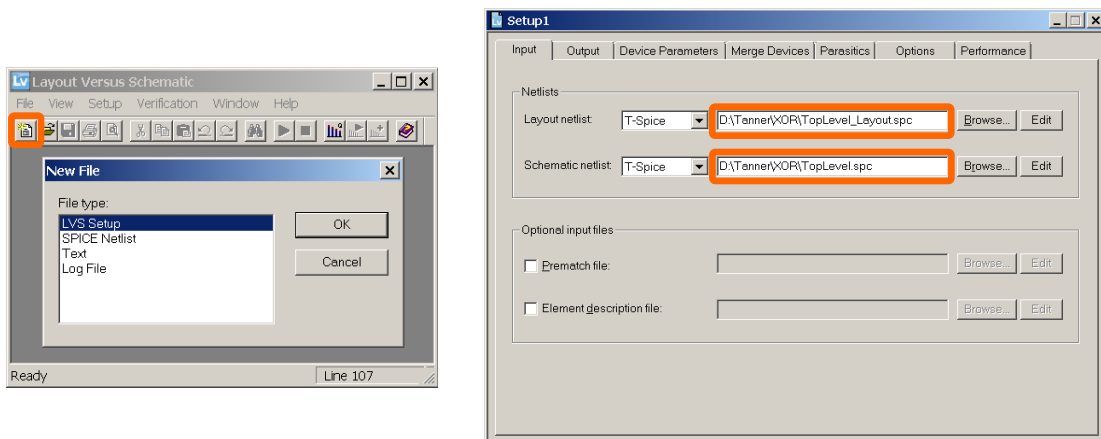 Layout Versus Schematic
File View Setup Verification Window Help
New File
File type:
LVS Setup
SPICE Netlist
Text
Log File
OK
Cancel
Ready
Line 107
Setup1
Input Output Device Parameters Merge Devices Parasitics Options Performance
Netlists
Layout netlist: T-Spice D:\Tanner\XOR\TopLevel_Layout.spc Browse... Edit
Schematic netlist: T-Spice D:\Tanner\XOR\TopLevel.spc Browse... Edit
Optional input files
Prematch file: Browse... Edit
Element description file: Browse... Edit